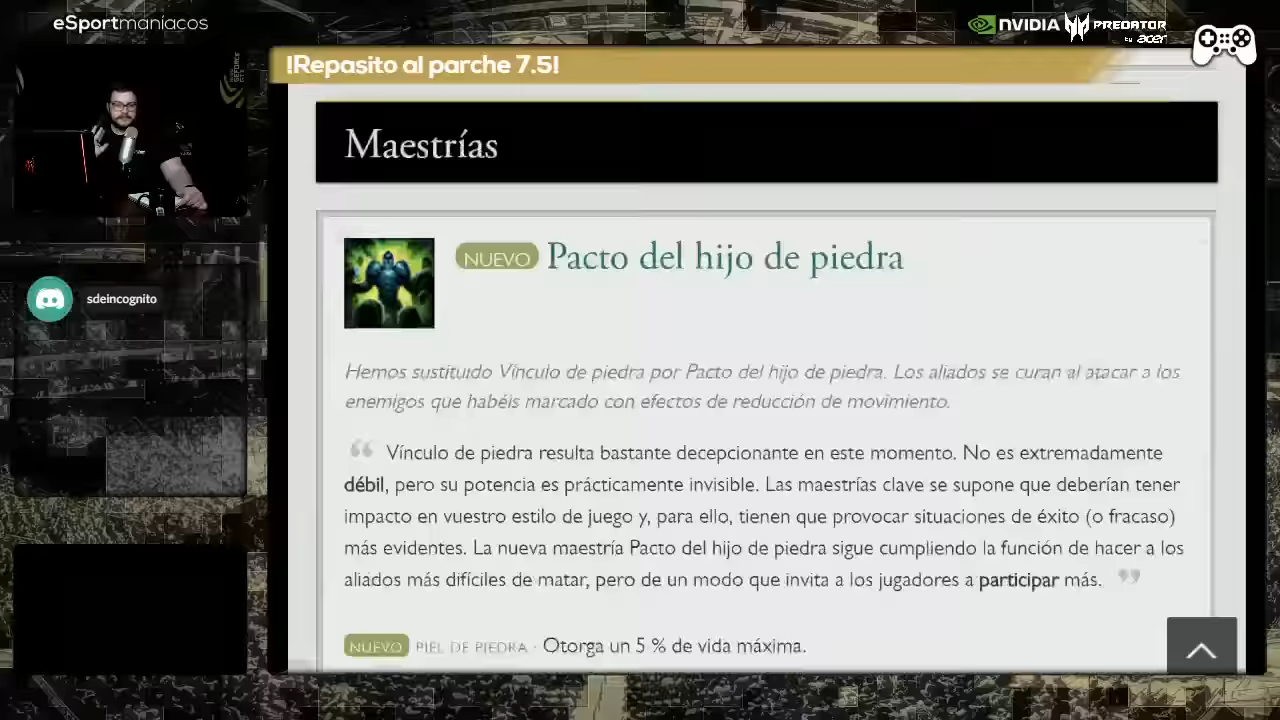 eSportmaníacos
NVIDIA
PREDATOR
by acer
!Repasito al parche 7.5!
Maestrías
NUEVO Pacto del hijo de piedra
Hemos sustituido Vínculo de piedra por Pacto del hijo de piedra. Los aliados se curan al atacar a los
enemigos que habéis marcado con efectos de reducción de movimiento.
“ Vínculo de piedra resulta bastante decepcionante en este momento. No es extremadamente
débil, pero su potencia es prácticamente invisible. Las maestrías clave se supone que deberían tener
impacto en vuestro estilo de juego y, para ello, tienen que provocar situaciones de éxito (o fracaso)
más evidentes. La nueva maestría Pacto del hijo de piedra sigue cumpliendo la función de hacer a los
aliados más difíciles de matar, pero de un modo que invita a los jugadores a participar más. ”
NUEVO PIEL DE PIEDRA · Otorga un 5 % de vida máxima.
sdeincognito